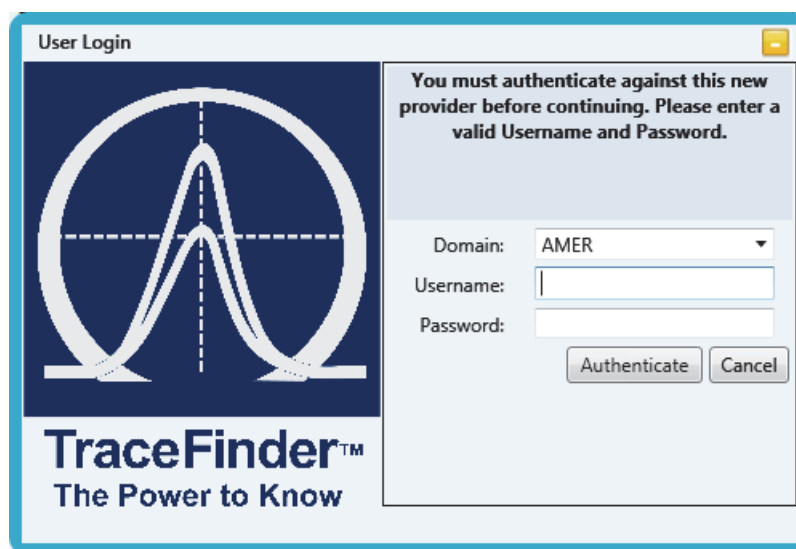 User Login
You must authenticate against this new
provider before continuing. Please enter a
valid Username and Password.
Domain: AMER
Username:
Password:
Authenticate Cancel
TraceFinder™
The Power to Know